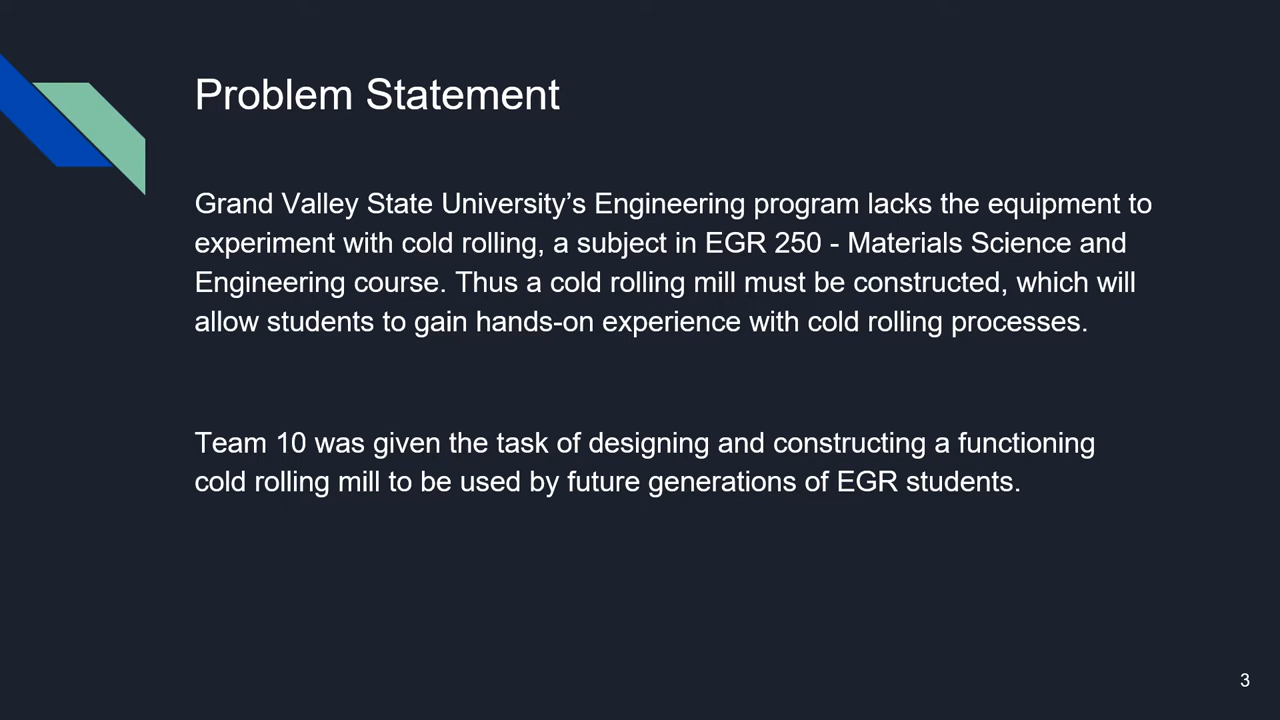 Problem Statement
Grand Valley State University’s Engineering program lacks the equipment to
experiment with cold rolling, a subject in EGR 250 - Materials Science and
Engineering course. Thus a cold rolling mill must be constructed, which will
allow students to gain hands-on experience with cold rolling processes.
Team 10 was given the task of designing and constructing a functioning
cold rolling mill to be used by future generations of EGR students.
3